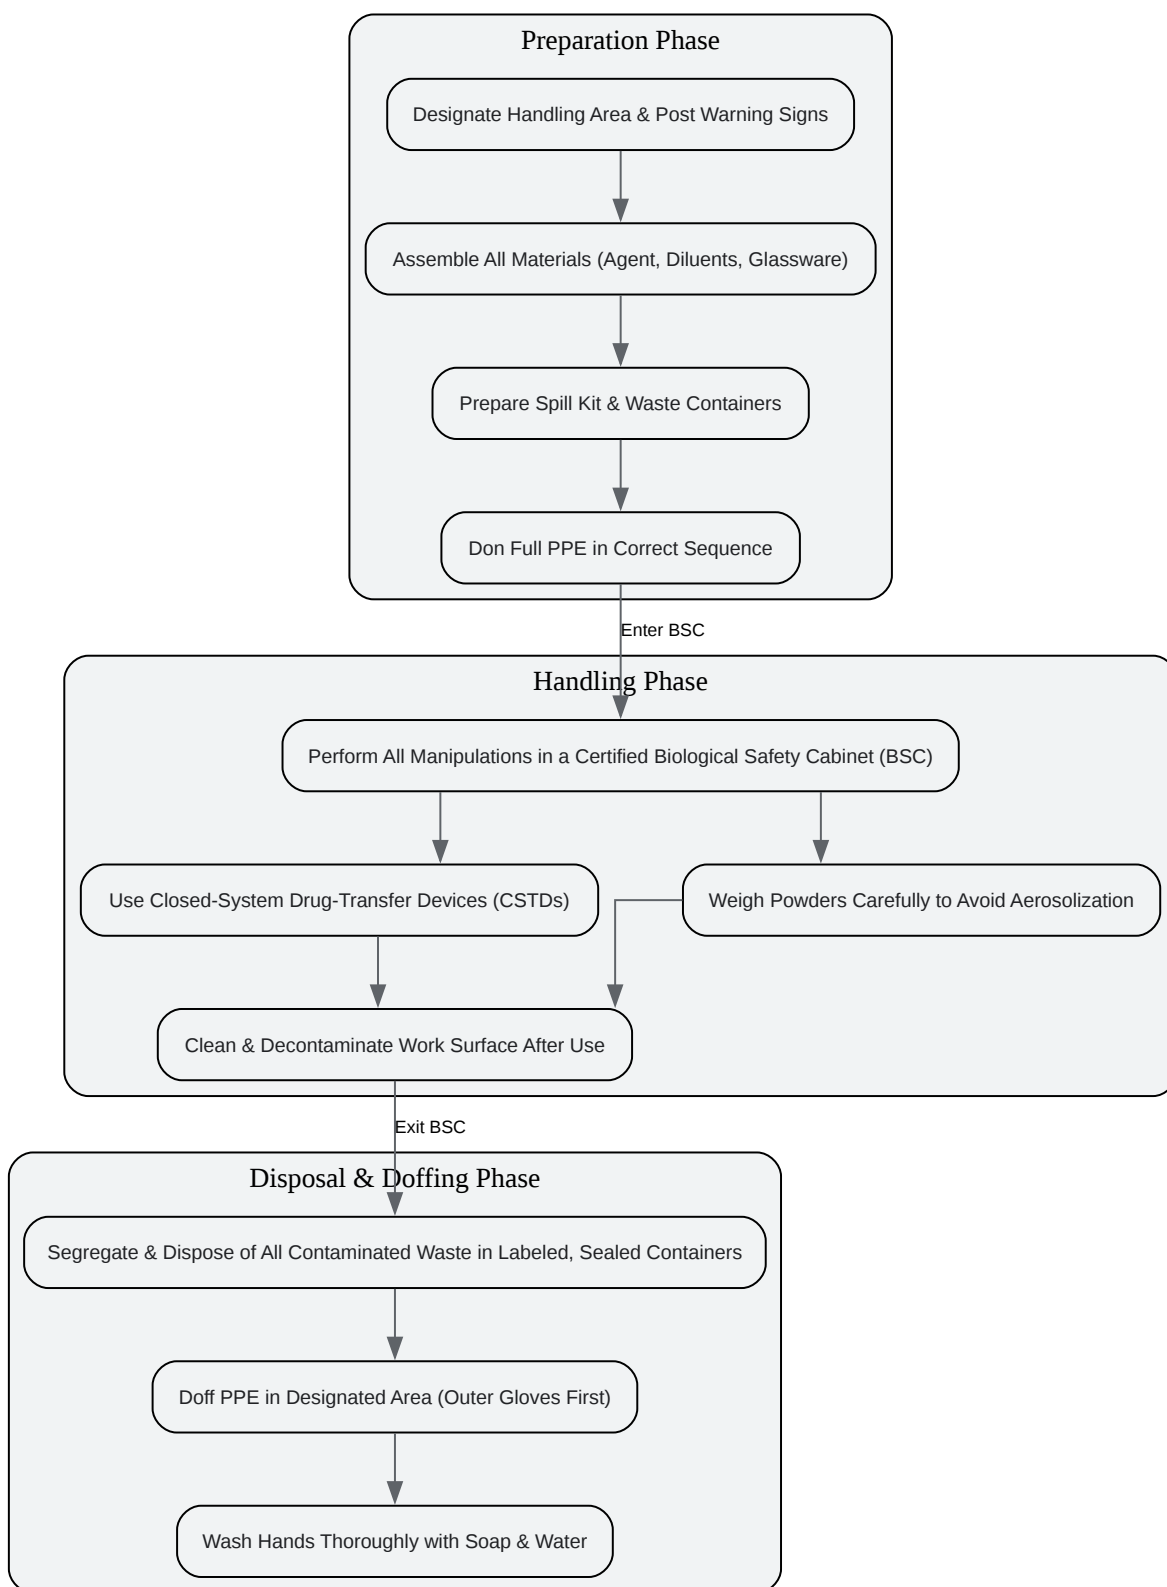 Preparation Phase
Designate Handling Area & Post Warning Signs
Assemble All Materials (Agent, Diluents, Glassware)
Prepare Spill Kit & Waste Containers
Don Full PPE in Correct Sequence
Enter BSC
Handling Phase
Perform All Manipulations in a Certified Biological Safety Cabinet (BSC)
Use Closed-System Drug-Transfer Devices (CSTDs)
Weigh Powders Carefully to Avoid Aerosolization
Clean & Decontaminate Work Surface After Use
Exit BSC
Disposal & Doffing Phase
Segregate & Dispose of All Contaminated Waste in Labeled, Sealed Containers
Doff PPE in Designated Area (Outer Gloves First)
Wash Hands Thoroughly with Soap & Water